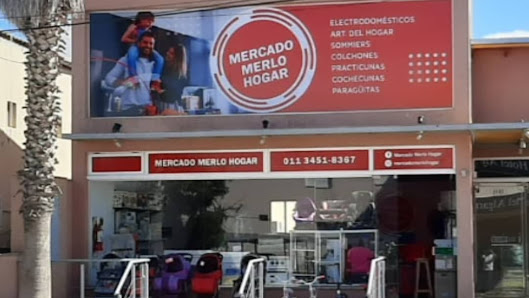 MERCADO
MERLO
HOGAR
ELECTRODOMÉSTICOS
ART DEL HOGAR
SOMMIERS
COLCHONES
PRACTICUNAS
COCHECUNAS
PARAGÜITAS
MERCADO MERLO HOGAR
011 3451-8367
Mercado Merlo Hogar
mercadomerlohogar